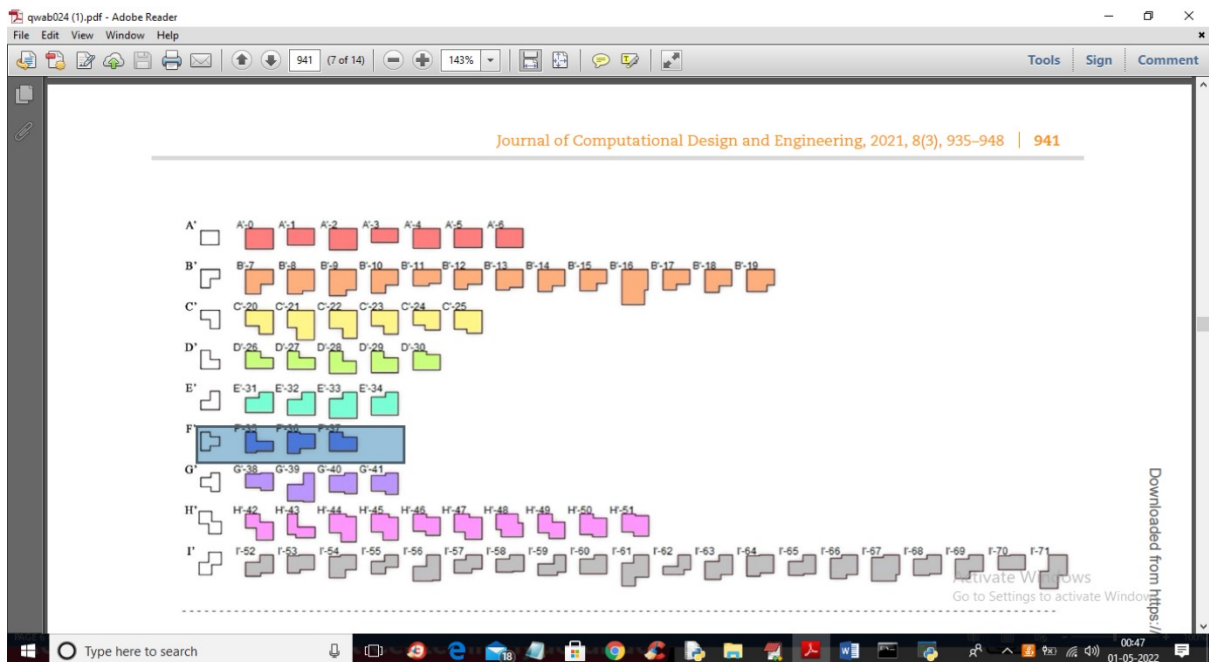 qwab024 (1).pdf - Adobe Reader
File Edit View Window Help
941 (7 of 14) 143% Tools Sign Comment
Journal of Computational Design and Engineering, 2021, 8(3), 935–948 | 941
A' A'-0 A'-1 A'-2 A'-3 A'-4 A'-5 A'-6
B' B'-7 B'-8 B'-9 B'-10 B'-11 B'-12 B'-13 B'-14 B'-15 B'-16 B'-17 B'-18 B'-19
C' C'-20 C'-21 C'-22 C'-23 C'-24 C'-25
D' D'-26 D'-27 D'-28 D'-29 D'-30
E' E'-31 E'-32 E'-33 E'-34
F' F'-35 F'-36 F'-37
G' G'-38 G'-39 G'-40 G'-41
H' H'-42 H'-43 H'-44 H'-45 H'-46 H'-47 H'-48 H'-49 H'-50 H'-51
I' I'-52 I'-53 I'-54 I'-55 I'-56 I'-57 I'-58 I'-59 I'-60 I'-61 I'-62 I'-63 I'-64 I'-65 I'-66 I'-67 I'-68 I'-69 I'-70 I'-71
Downloaded from https://
Activate Windows
Go to Settings to activate Windows
Type here to search
18
00:47
01-05-2022